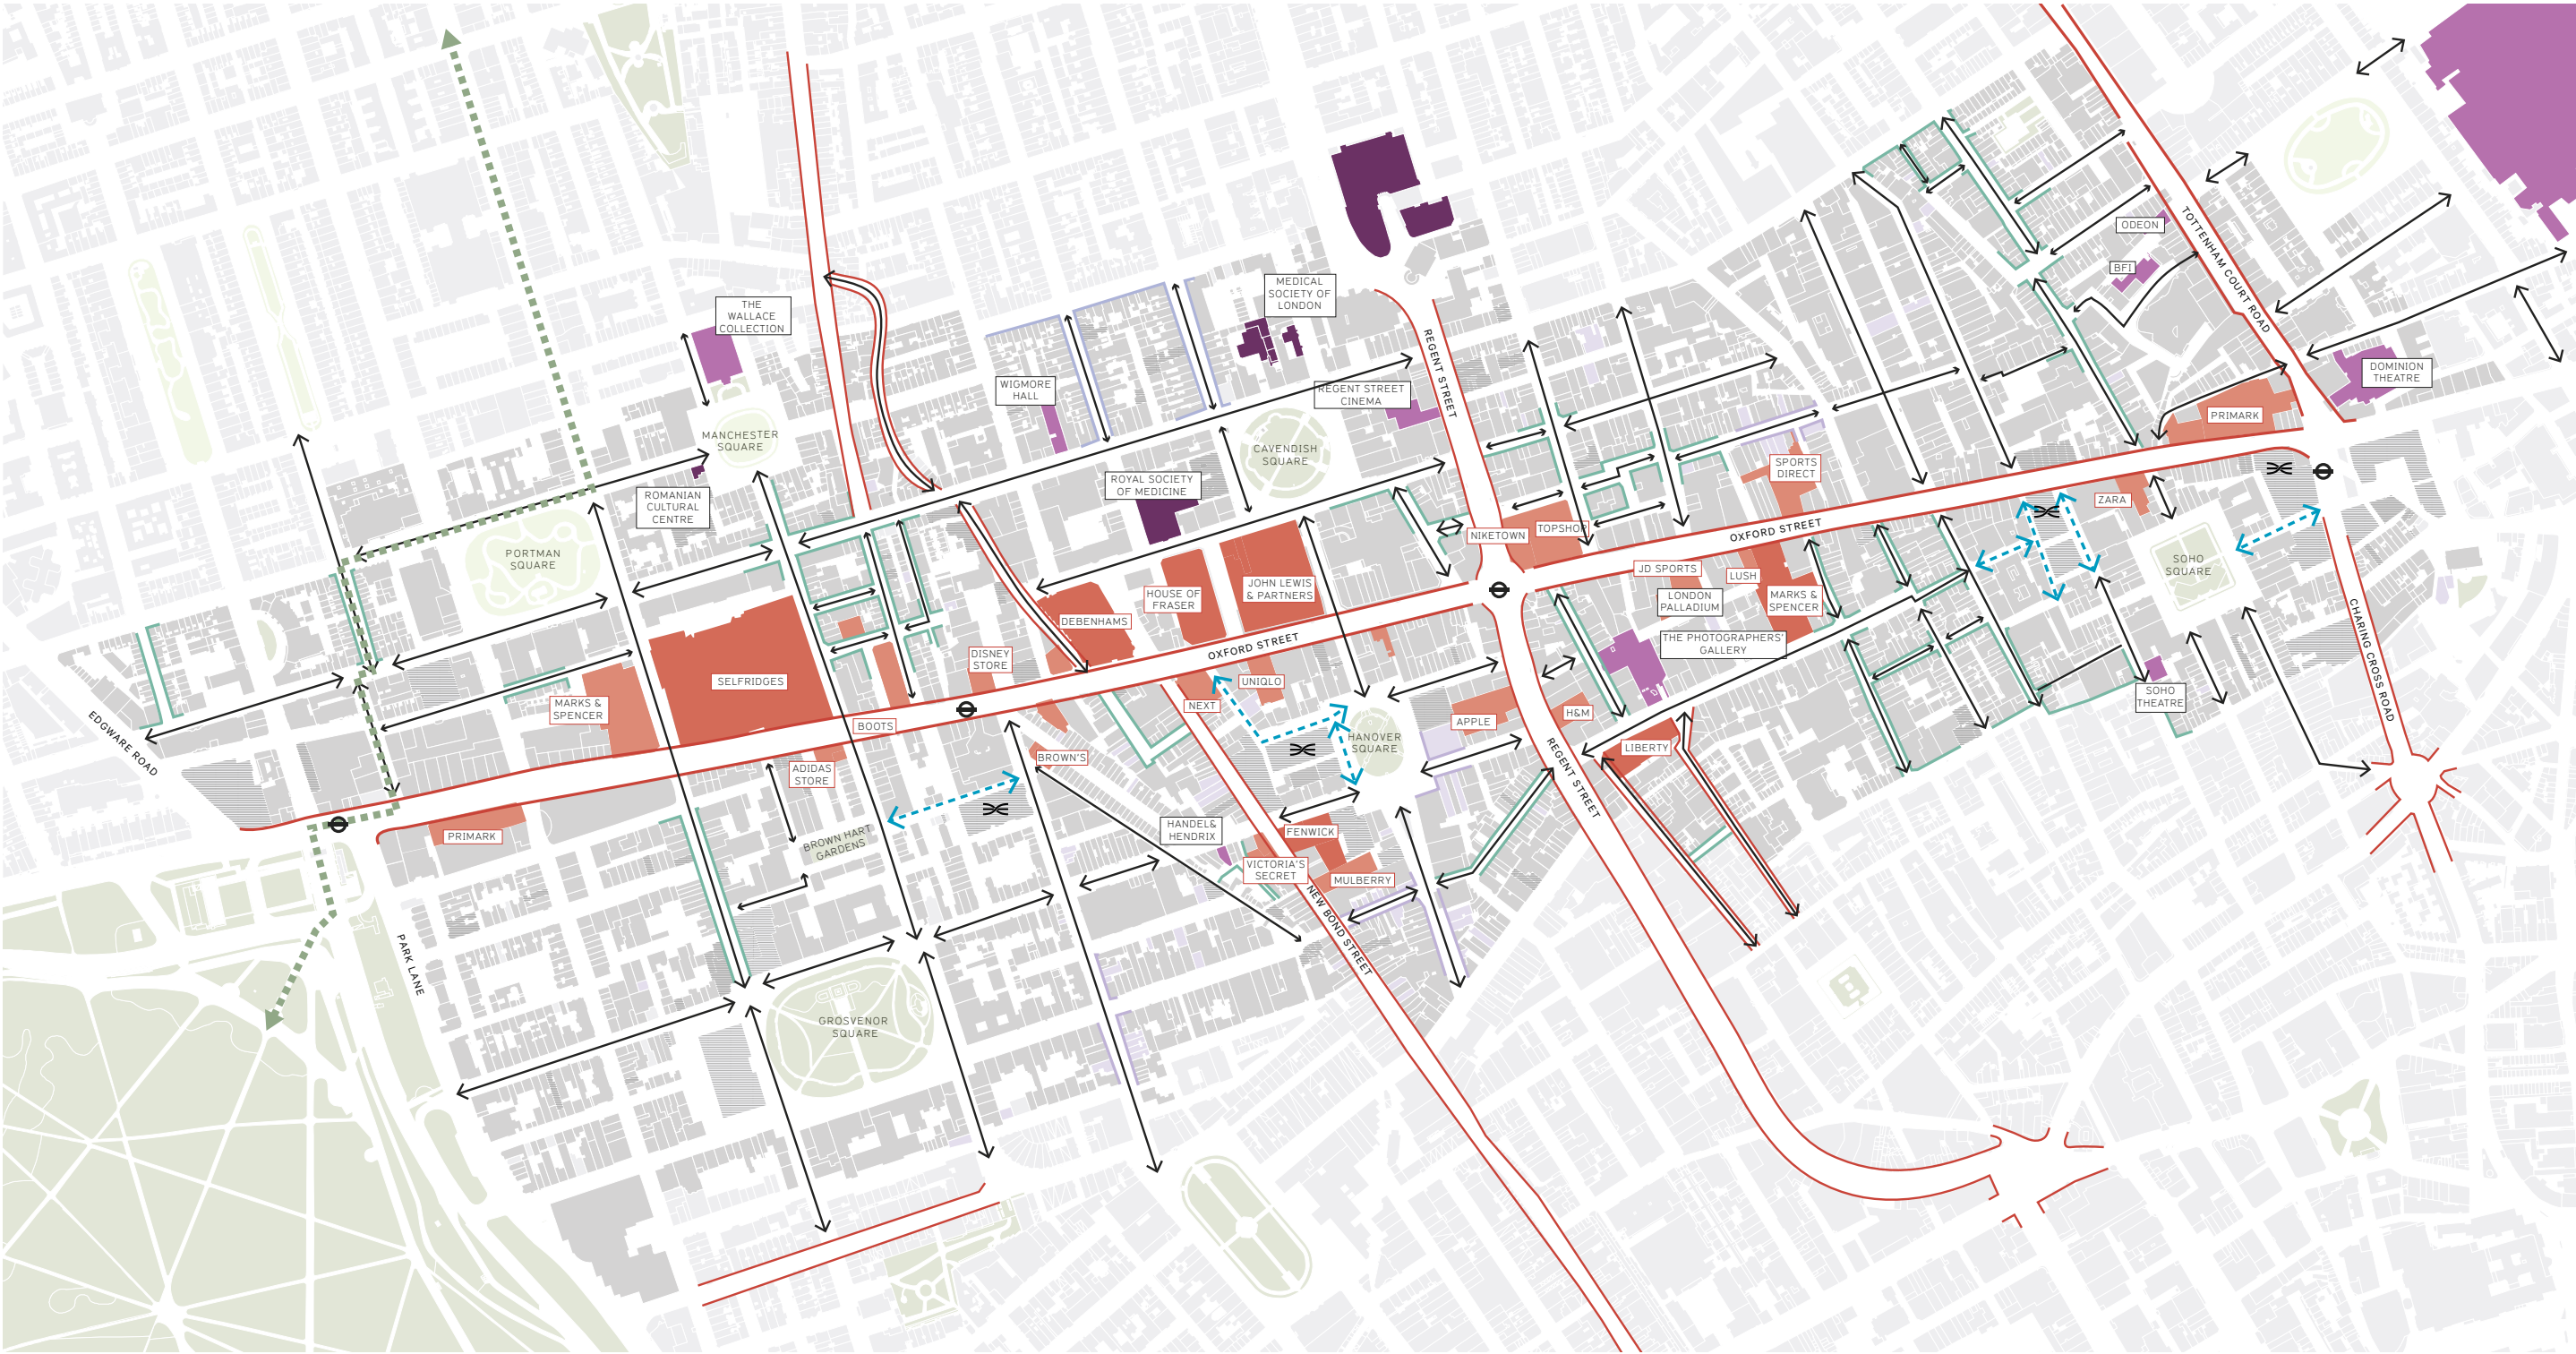 ODEON
TOTTENHAM COURT ROAD
BFI
MEDICAL
SOCIETY OF
LONDON
THE
WALLACE
COLLECTION
REGENT STREET
DOMINION
THEATRE
WIGMORE
HALL
REGENT STREET
CINEMA
PRIMARK
MANCHESTER
SQUARE
CAVENDISH
SQUARE
SPORTS
DIRECT
ROYAL SOCIETY
OF MEDICINE
ROMANIAN
CULTURAL
CENTRE
ZARA
TOPSHOP
NIKETOWN
OXFORD STREET
PORTMAN
SQUARE
SOHO
SQUARE
JD SPORTS
LUSH
JOHN LEWIS
& PARTNERS
HOUSE OF
FRASER
LONDON
PALLADIUM
MARKS &
SPENCER
DEBENHAMS
CHARING CROSS ROAD
OXFORD STREET
THE PHOTOGRAPHERS'
GALLERY
DISNEY
STORE
SELFRIDGES
UNIQLO
SOHO
THEATRE
MARKS &
SPENCER
NEXT
H&M
APPLE
BOOTS
EDGWARE ROAD
HANOVER
SQUARE
LIBERTY
BROWN'S
REGENT STREET
ADIDAS
STORE
PRIMARK
BROWN HART
GARDENS
HANDEL&
HENDRIX
FENWICK
VICTORIA'S
SECRET
MULBERRY
NEW BOND STREET
PARK LANE
GROSVENOR
SQUARE